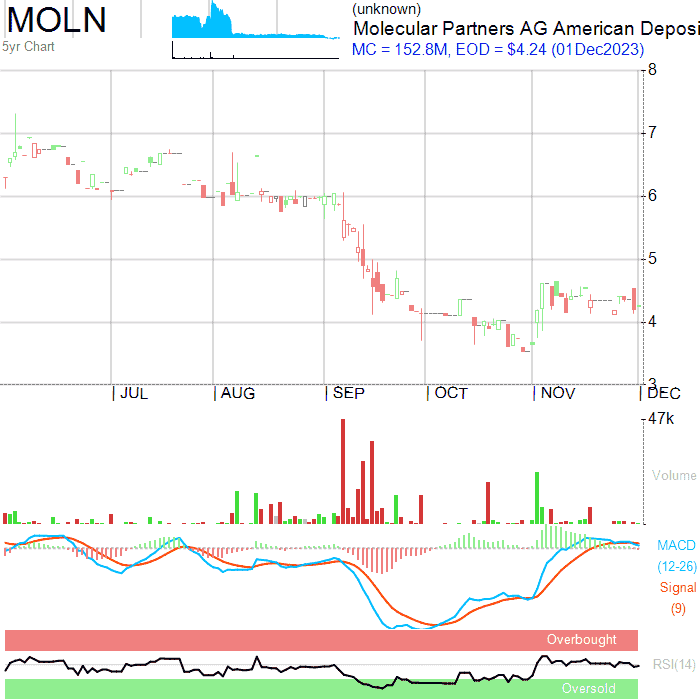 MOLN
5yr Chart
(unknown)
Molecular Partners AG American Deposi
MC = 152.8M, EOD = $4.24 (01Dec2023)
8
7
6
5
4
3
JUL
AUG
SEP
OCT
NOV
DEC
47k
Volume
MACD
(12-26)
Signal
(9)
Overbought
RSI(14)
Oversold